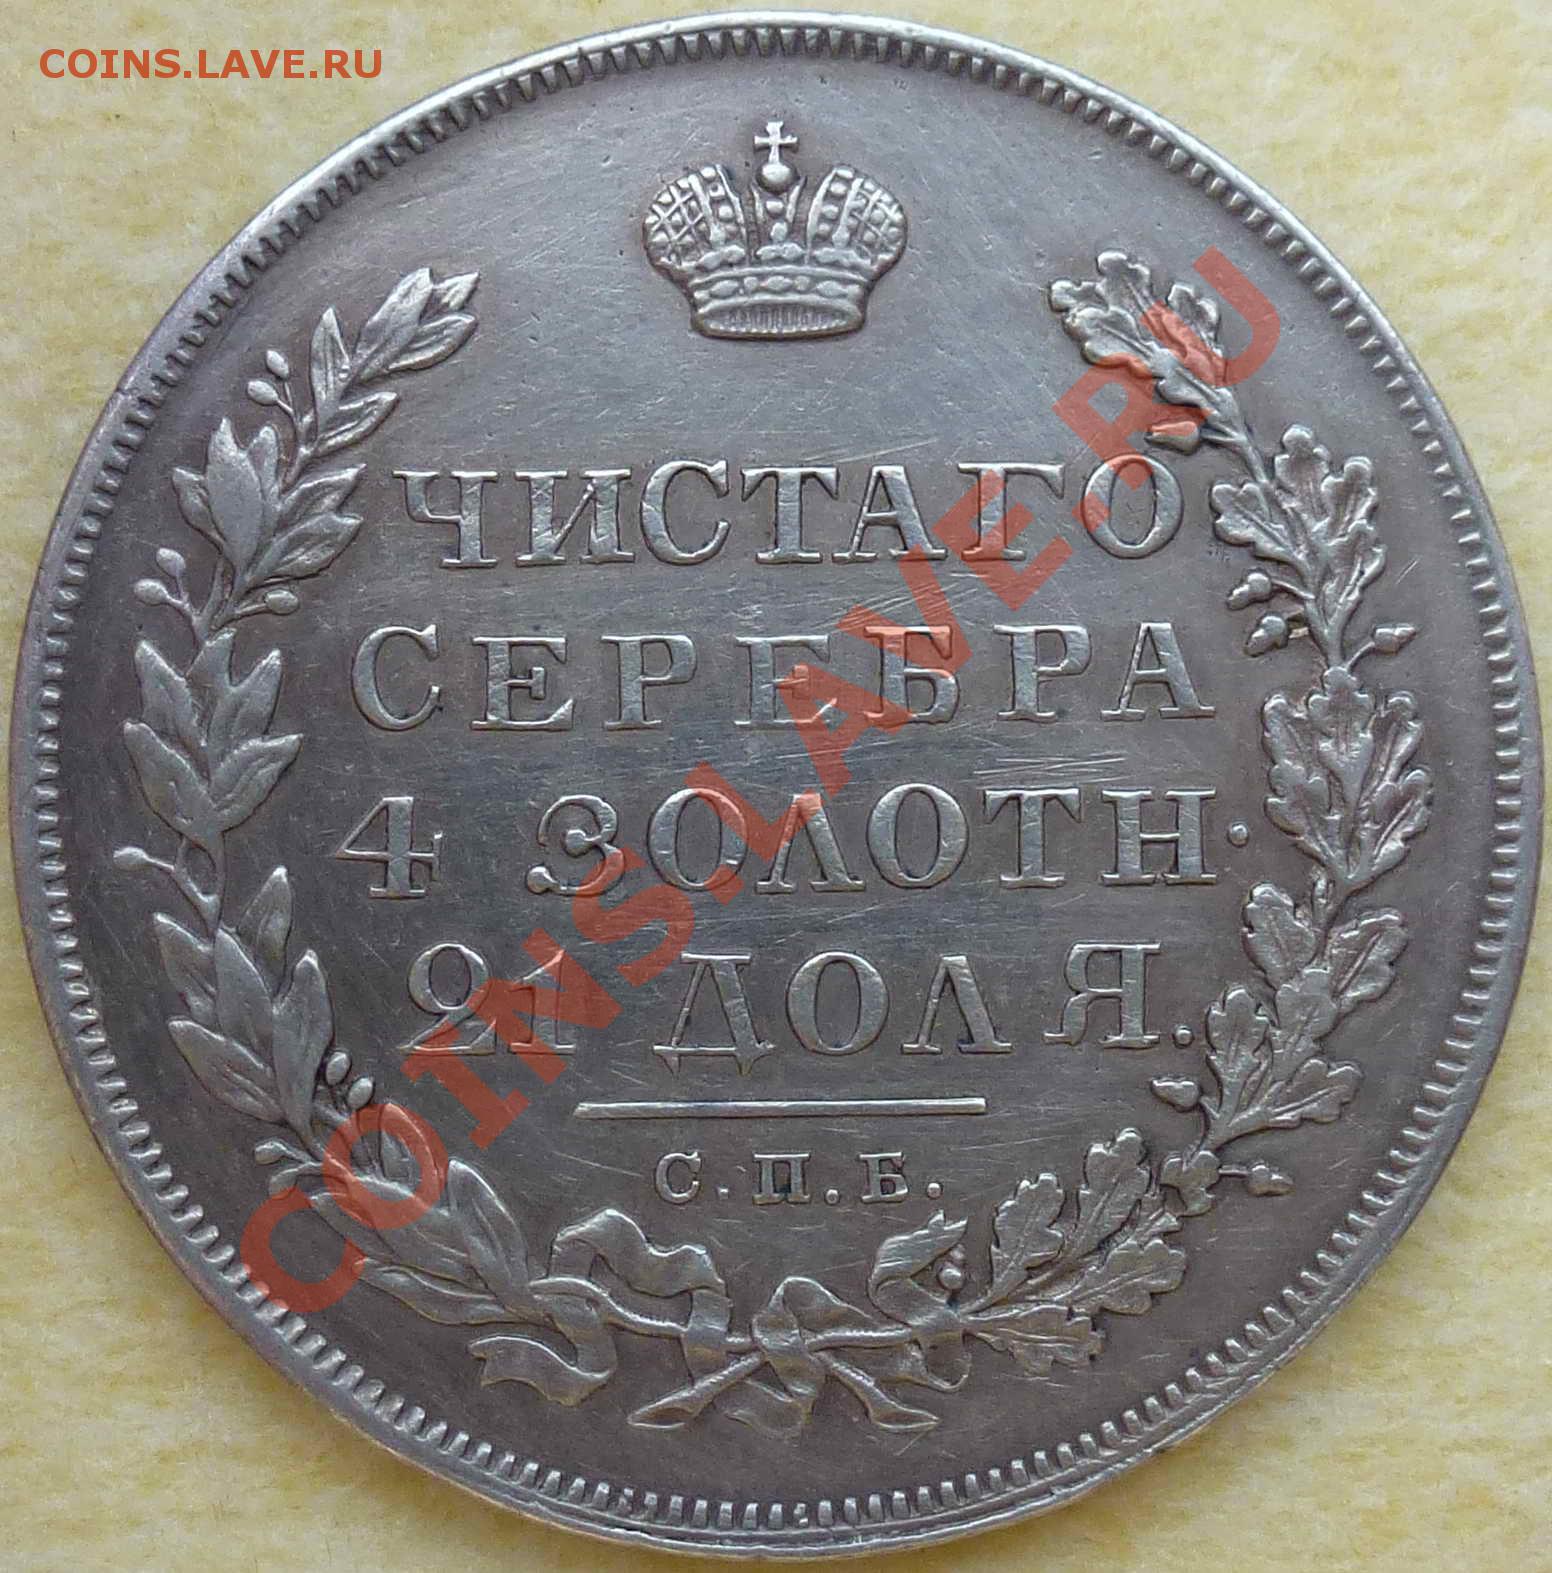 COINS.LAVE.RU
ЧИСТАГО
СЕРЕБРА
4 ЗОЛОТН.
21 ДОЛЯ.
С.П.Б.
COINS.LAVE.RU